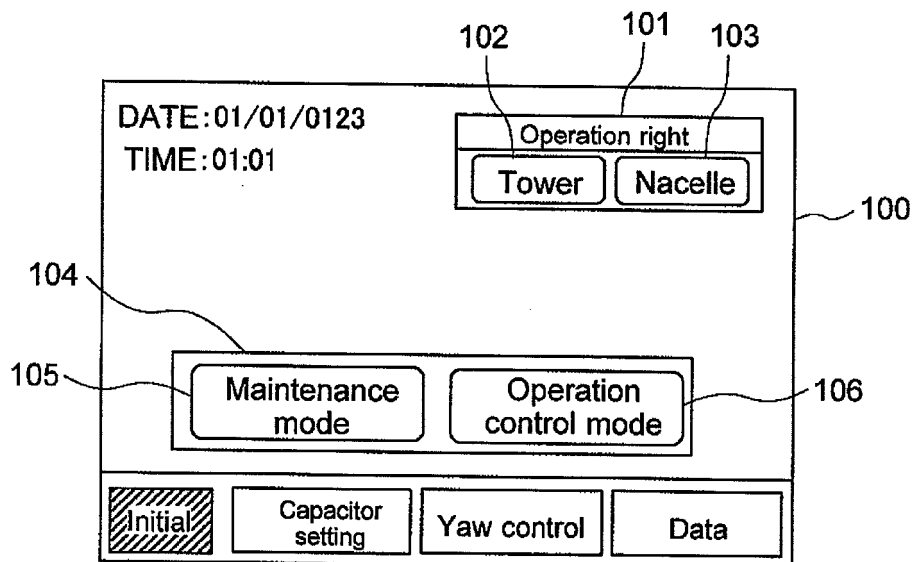 101
102
103
DATE:01/01/0123
Operation right
TIME:01:01
Tower
Nacelle
100
104
105
Maintenance
mode
Operation
control mode
106
Initial
Capacitor
setting
Yaw control
Data